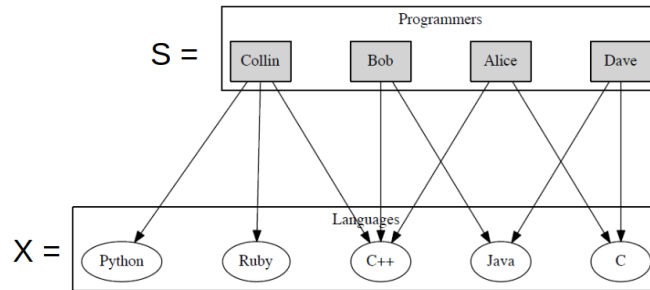 Programmers
S =
Collin Bob Alice Dave
Languages
X =
Python Ruby C++ Java C